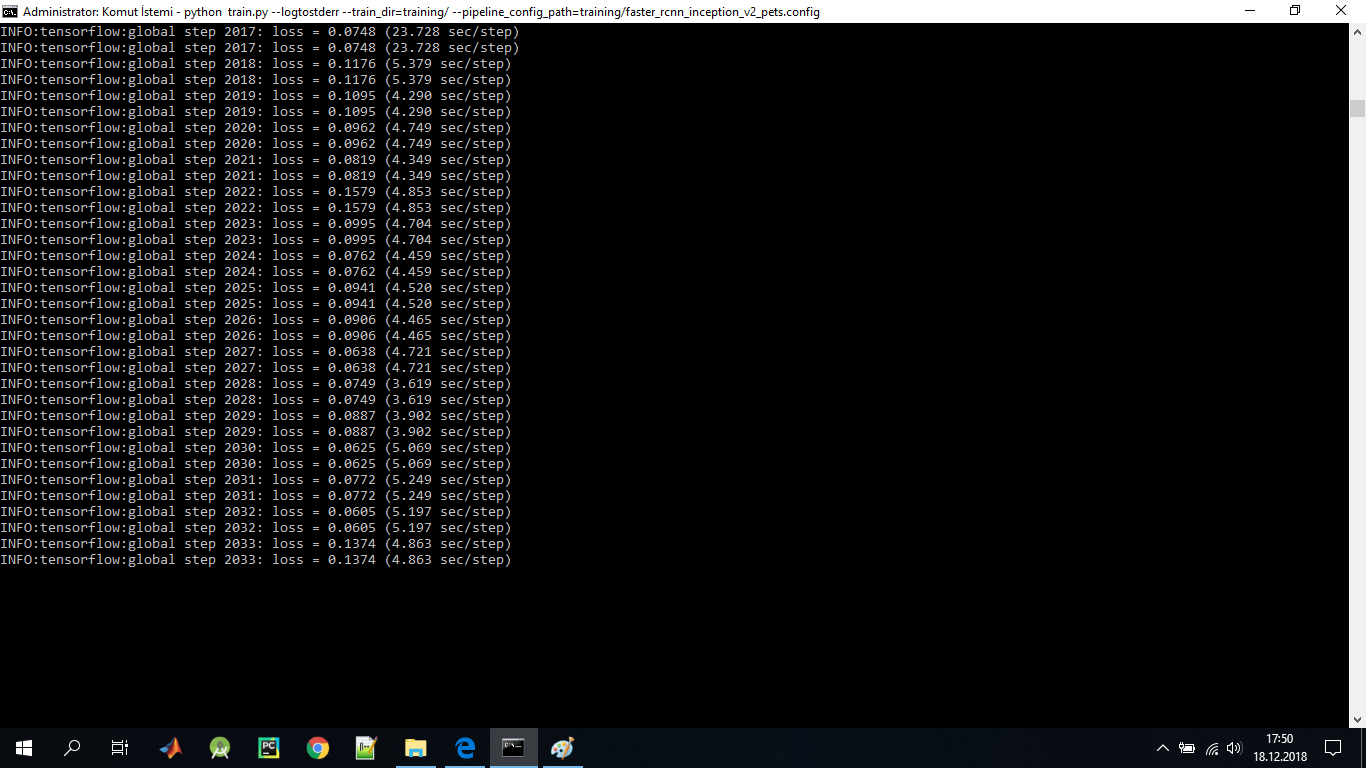 Administrator: Komut İstemi - python  train.py --logtostderr --train_dir=training/ --pipeline_config_path=training/faster_rcnn_inception_v2_pets.config
INFO:tensorflow:global step 2017: loss = 0.0748 (23.728 sec/step)
INFO:tensorflow:global step 2017: loss = 0.0748 (23.728 sec/step)
INFO:tensorflow:global step 2018: loss = 0.1176 (5.379 sec/step)
INFO:tensorflow:global step 2018: loss = 0.1176 (5.379 sec/step)
INFO:tensorflow:global step 2019: loss = 0.1095 (4.290 sec/step)
INFO:tensorflow:global step 2019: loss = 0.1095 (4.290 sec/step)
INFO:tensorflow:global step 2020: loss = 0.0962 (4.749 sec/step)
INFO:tensorflow:global step 2020: loss = 0.0962 (4.749 sec/step)
INFO:tensorflow:global step 2021: loss = 0.0819 (4.349 sec/step)
INFO:tensorflow:global step 2021: loss = 0.0819 (4.349 sec/step)
INFO:tensorflow:global step 2022: loss = 0.1579 (4.853 sec/step)
INFO:tensorflow:global step 2022: loss = 0.1579 (4.853 sec/step)
INFO:tensorflow:global step 2023: loss = 0.0995 (4.704 sec/step)
INFO:tensorflow:global step 2023: loss = 0.0995 (4.704 sec/step)
INFO:tensorflow:global step 2024: loss = 0.0762 (4.459 sec/step)
INFO:tensorflow:global step 2024: loss = 0.0762 (4.459 sec/step)
INFO:tensorflow:global step 2025: loss = 0.0941 (4.520 sec/step)
INFO:tensorflow:global step 2025: loss = 0.0941 (4.520 sec/step)
INFO:tensorflow:global step 2026: loss = 0.0906 (4.465 sec/step)
INFO:tensorflow:global step 2026: loss = 0.0906 (4.465 sec/step)
INFO:tensorflow:global step 2027: loss = 0.0638 (4.721 sec/step)
INFO:tensorflow:global step 2027: loss = 0.0638 (4.721 sec/step)
INFO:tensorflow:global step 2028: loss = 0.0749 (3.619 sec/step)
INFO:tensorflow:global step 2028: loss = 0.0749 (3.619 sec/step)
INFO:tensorflow:global step 2029: loss = 0.0887 (3.902 sec/step)
INFO:tensorflow:global step 2029: loss = 0.0887 (3.902 sec/step)
INFO:tensorflow:global step 2030: loss = 0.0625 (5.069 sec/step)
INFO:tensorflow:global step 2030: loss = 0.0625 (5.069 sec/step)
INFO:tensorflow:global step 2031: loss = 0.0772 (5.249 sec/step)
INFO:tensorflow:global step 2031: loss = 0.0772 (5.249 sec/step)
INFO:tensorflow:global step 2032: loss = 0.0605 (5.197 sec/step)
INFO:tensorflow:global step 2032: loss = 0.0605 (5.197 sec/step)
INFO:tensorflow:global step 2033: loss = 0.1374 (4.863 sec/step)
INFO:tensorflow:global step 2033: loss = 0.1374 (4.863 sec/step)
PC
17:50
18.12.2018